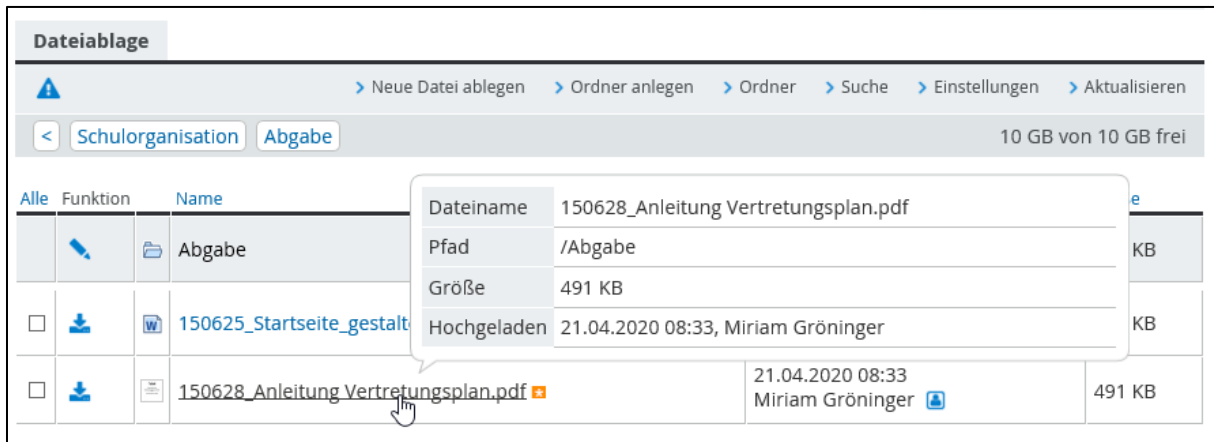 Dateiablage
Neue Datei ablegen Ordner anlegen Ordner Suche Einstellungen Aktualisieren
< Schulorganisation Abgabe 10 GB von 10 GB frei
Alle Funktion Name e
Dateiname 150628_Anleitung Vertretungsplan.pdf
Pfad /Abgabe
Größe 491 KB
Hochgeladen 21.04.2020 08:33, Miriam Gröninger
Abgabe KB
150625_Startseite_gestalt KB
150628_Anleitung Vertretungsplan.pdf 21.04.2020 08:33 491 KB
Miriam Gröninger